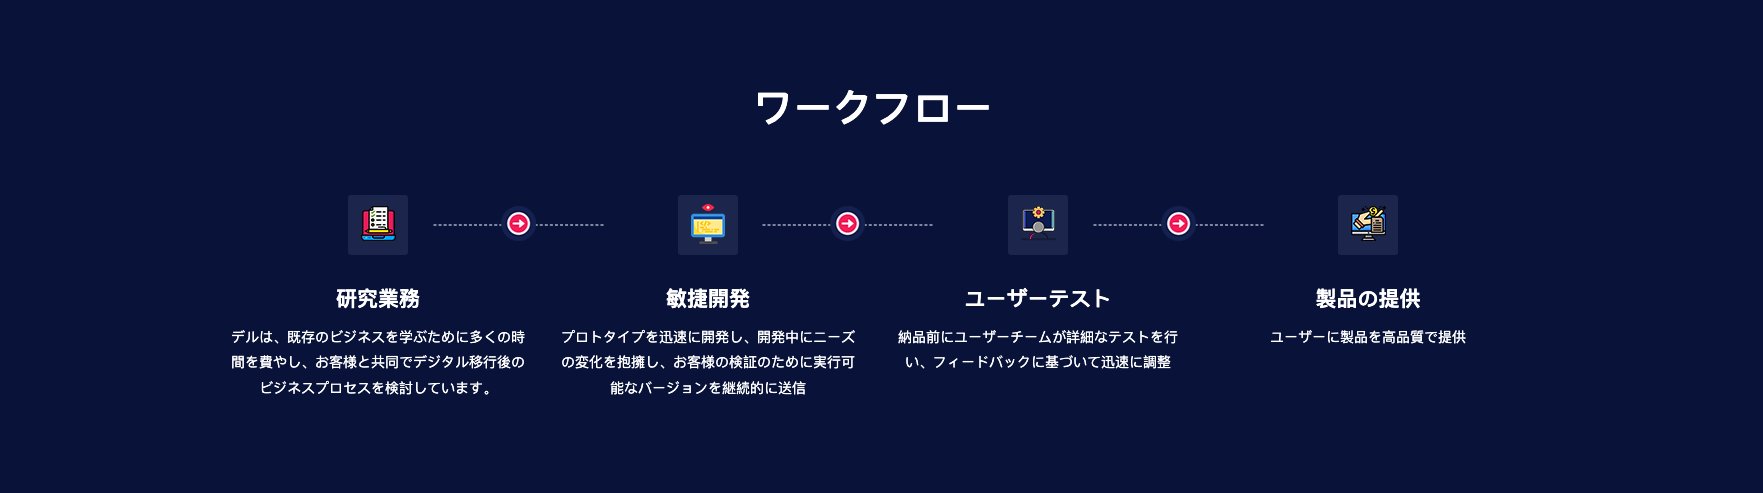 ワークフロー
研究業務
デルは、既存のビジネスを学ぶために多くの時
間を費やし、お客様と共同でデジタル移行後の
ビジネスプロセスを検討しています。
敏捷開発
プロトタイプを迅速に開発し、開発中にニーズ
の変化を抱擁し、お客様の検証のために実行可
能なバージョンを継続的に送信
ユーザーテスト
納品前にユーザーチームが詳細なテストを行
い、フィードバックに基づいて迅速に調整
製品の提供
ユーザーに製品を高品質で提供